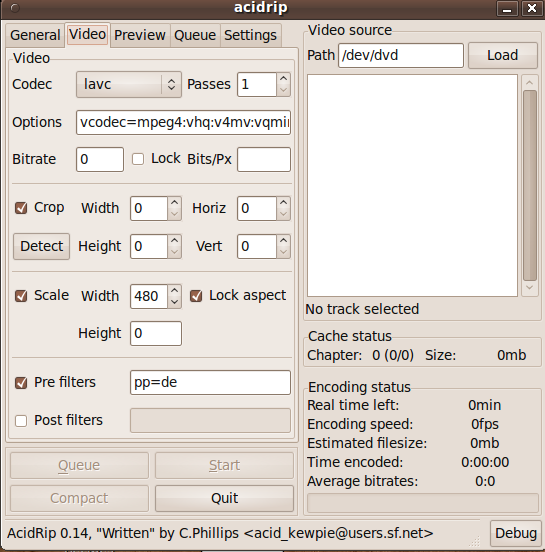 acidrip
General Video Preview Queue Settings
Video
Codec lavc Passes 1
Options vcodec=mpeg4:vhq:v4mv:vqmin
Bitrate 0 Lock Bits/Px
Crop Width 0 Horiz 0
Detect Height 0 Vert 0
Scale Width 480 Lock aspect
Height 0
Pre filters pp=de
Post filters
Queue Start
Compact Quit
Video source
Path /dev/dvd Load
No track selected
Cache status
Chapter: 0 (0/0) Size: 0mb
Encoding status
Real time left: 0min
Encoding speed: 0fps
Estimated filesize: 0mb
Time encoded: 0:00:00
Average bitrates: 0:0
AcidRip 0.14, "Written" by C.Phillips <acid_kewpie@users.sf.net> Debug